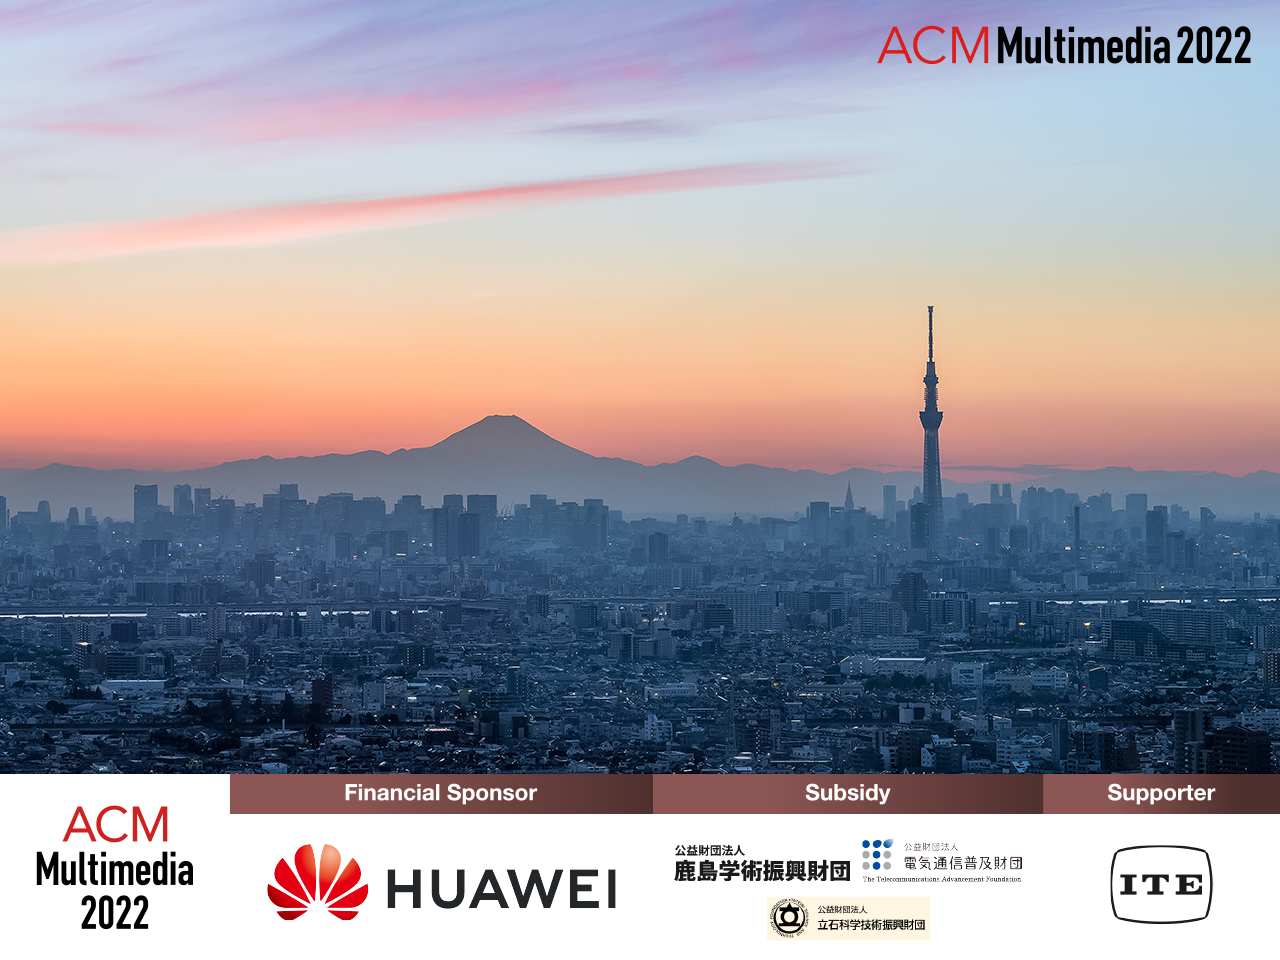 ACM Multimedia 2022
Financial Sponsor
Subsidy
Supporter
ACM
Multimedia
2022
HUAWEI
公益財団法人
鹿島学術振興財団
公益財団法人
電気通信普及財団
The Telecommunications Advancement Foundation
公益財団法人
立石科学技術振興財団
ITE